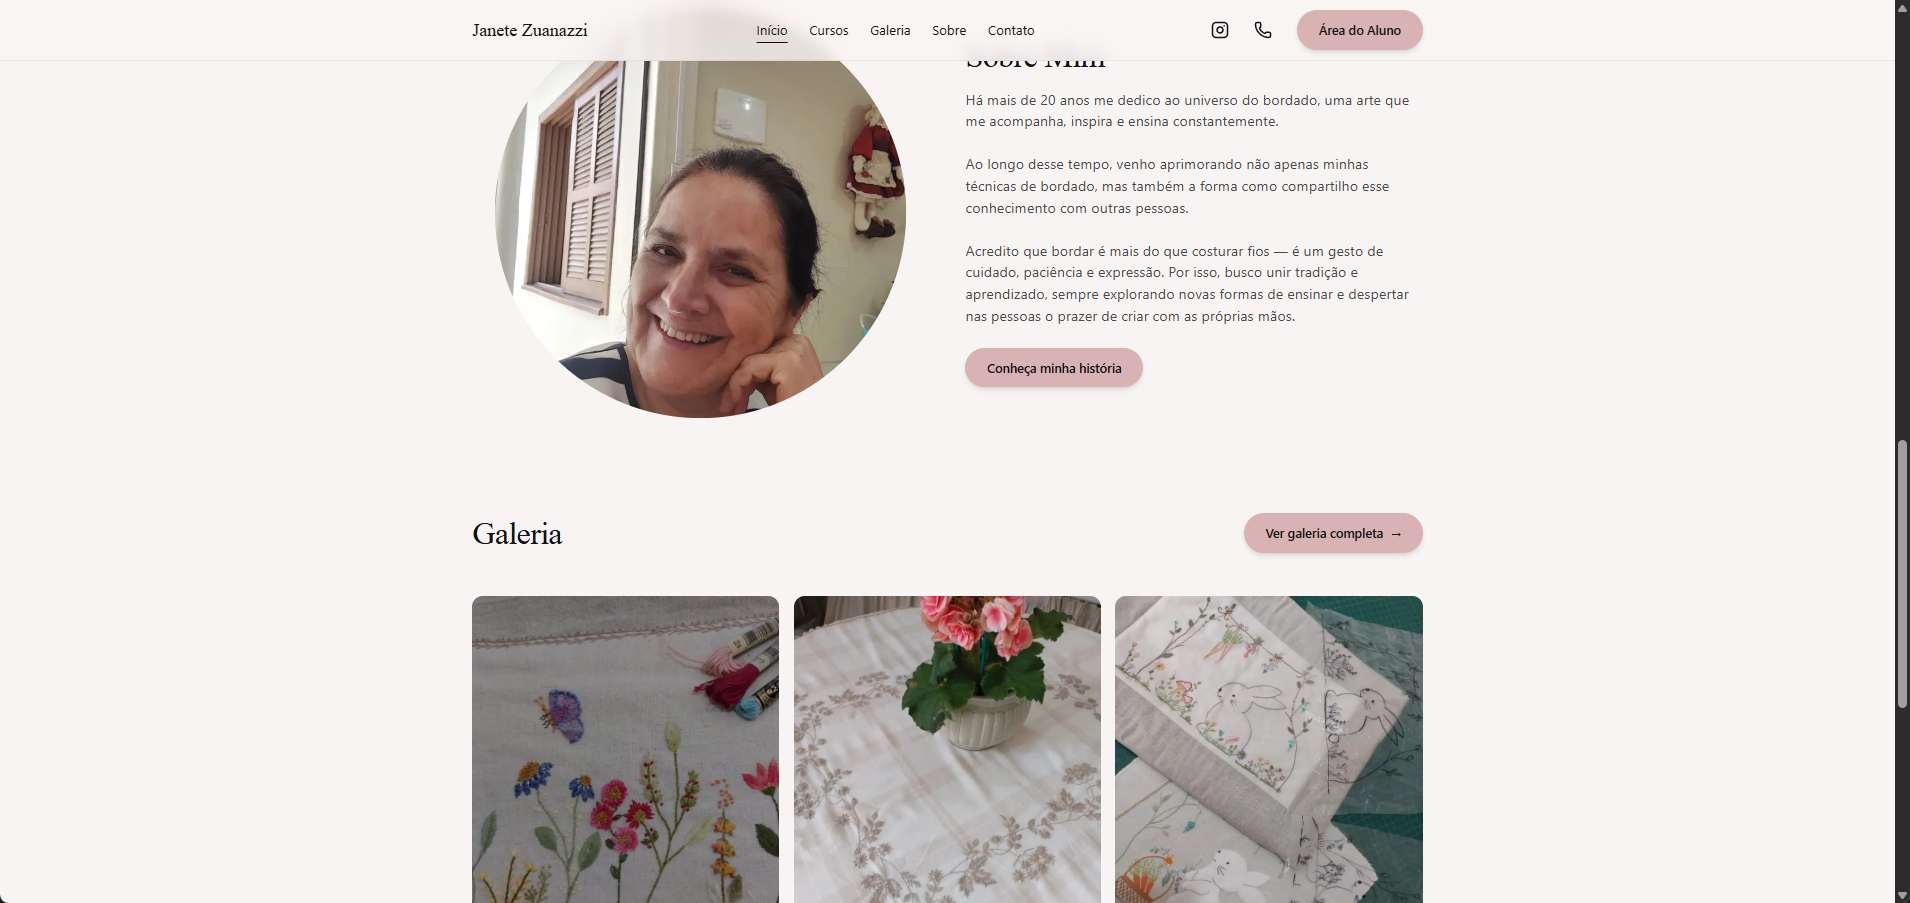 Janete Zuanazzi
Início
Cursos
Galeria
Sobre
Contato
Área do Aluno
Sobre Mim
Há mais de 20 anos me dedico ao universo do bordado, uma arte que
me acompanha, inspira e ensina constantemente.
Ao longo desse tempo, venho aprimorando não apenas minhas
técnicas de bordado, mas também a forma como compartilho esse
conhecimento com outras pessoas.
Acredito que bordar é mais do que costurar fios — é um gesto de
cuidado, paciência e expressão. Por isso, busco unir tradição e
aprendizado, sempre explorando novas formas de ensinar e despertar
nas pessoas o prazer de criar com as próprias mãos.
Conheça minha história
Galeria
Ver galeria completa →